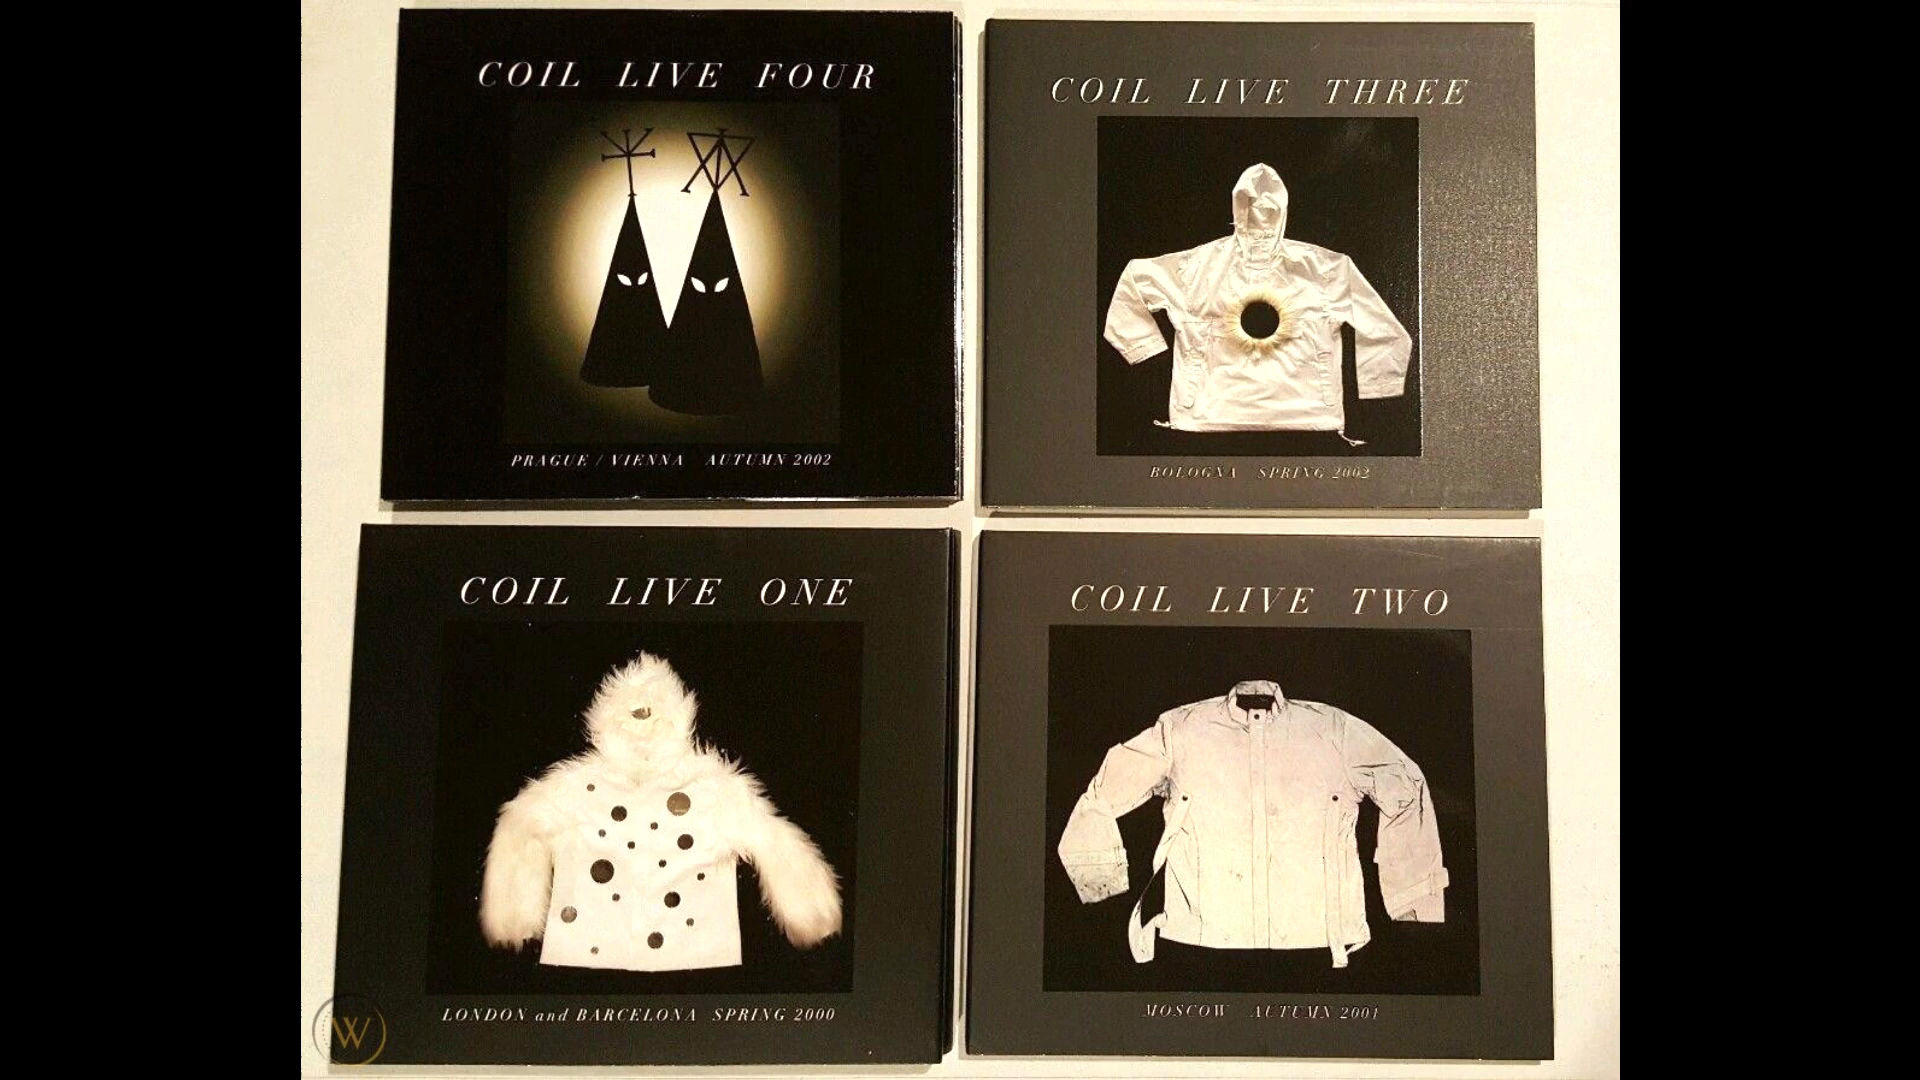 COIL LIVE FOUR
PRAGUE / VIENNA AUTUMN 2002
COIL LIVE THREE
BOLOGNA SPRING 2002
COIL LIVE ONE
LONDON and BARCELONA SPRING 2000
COIL LIVE TWO
MOSCOW AUTUMN 2001
W